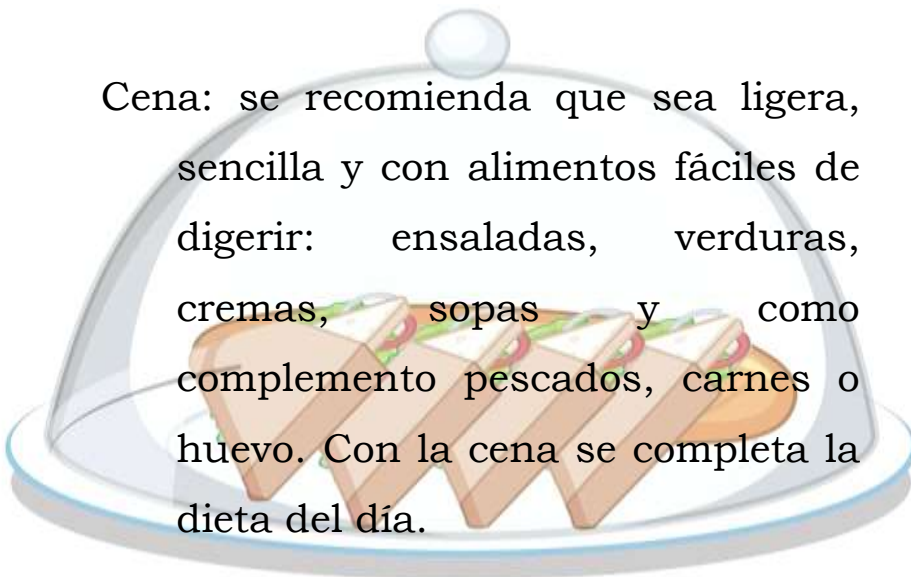 Cena: se recomienda que sea ligera,
sencilla y con alimentos fáciles de
digerir: ensaladas, verduras,
cremas, sopas y como
complemento pescados, carnes o
huevo. Con la cena se completa la
dieta del día.